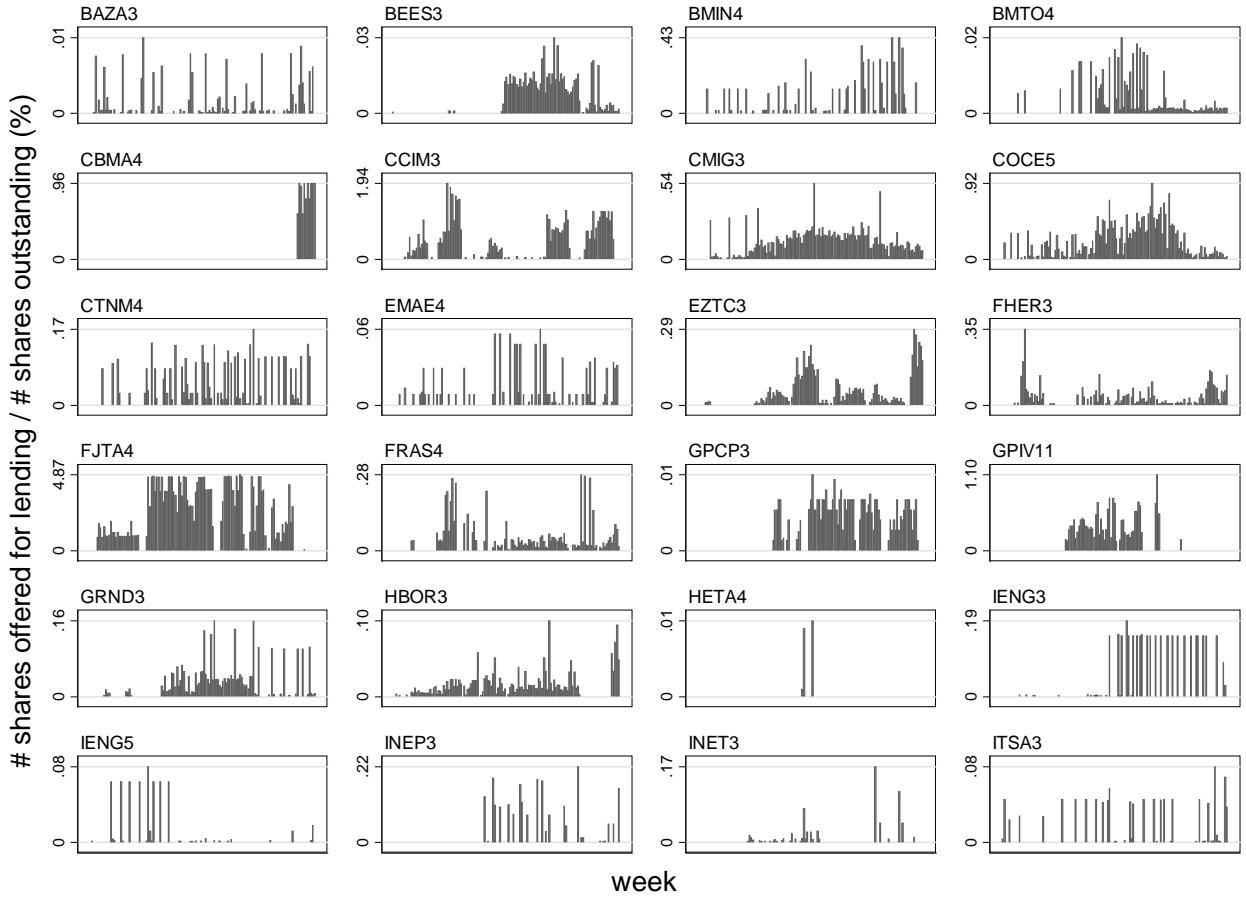 # shares offered for lending / # shares outstanding (%)
BAZA3 BEES3 BMIN4 BMTO4
.01 .03 .43 .02
0 0 0 0
CBMA4 CCIM3 CMIG3 COCE5
.96 1.94 .54 .92
0 0 0 0
CTNM4 EMAE4 EZTC3 FHER3
.17 .06 .29 .35
0 0 0 0
FJTA4 FRAS4 GPCP3 GPIV11
4.87 .28 .01 1.10
0 0 0 0
GRND3 HBOR3 HETA4 IENG3
.16 .10 .01 .19
0 0 0 0
IENG5 INEP3 INET3 ITSA3
.08 .22 .17 .08
0 0 0 0
week